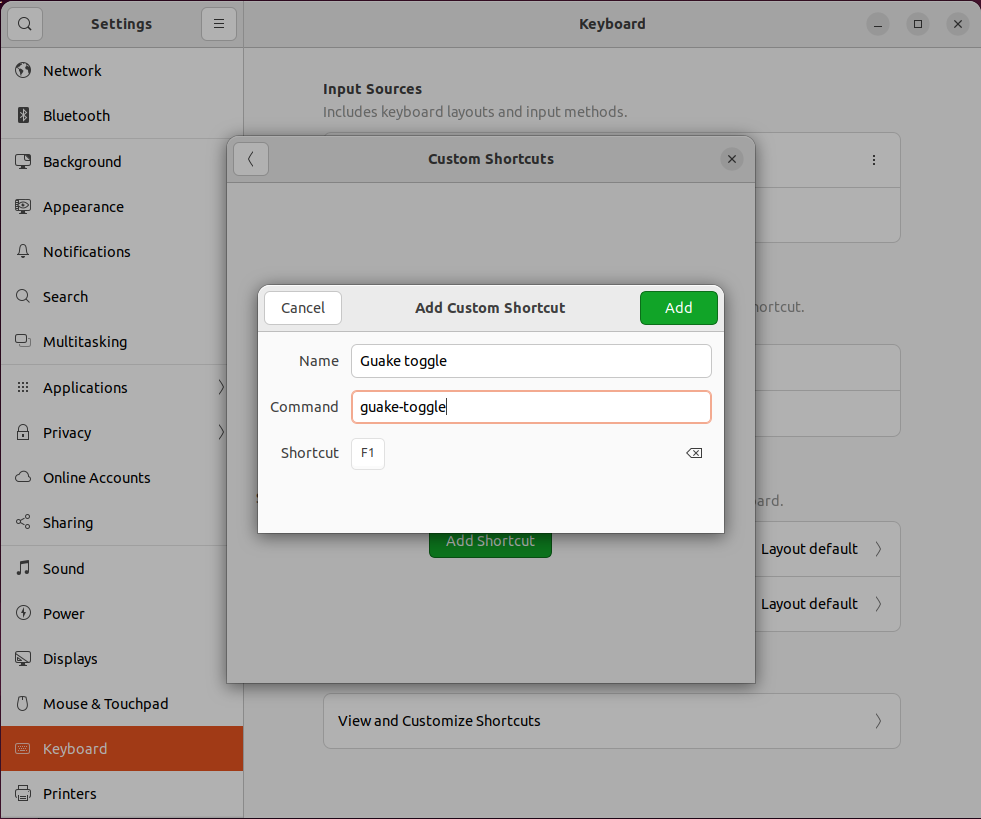 Settings
Keyboard
Network
Bluetooth
Background
Appearance
Notifications
Search
Multitasking
Applications
Privacy
Online Accounts
Sharing
Sound
Power
Displays
Mouse & Touchpad
Keyboard
Printers
Input Sources
Includes keyboard layouts and input methods.
Custom Shortcuts
Cancel
Add Custom Shortcut
Add
Name
Guake toggle
Command
guake-toggle
Shortcut
F1
Add Shortcut
Layout default
Layout default
View and Customize Shortcuts